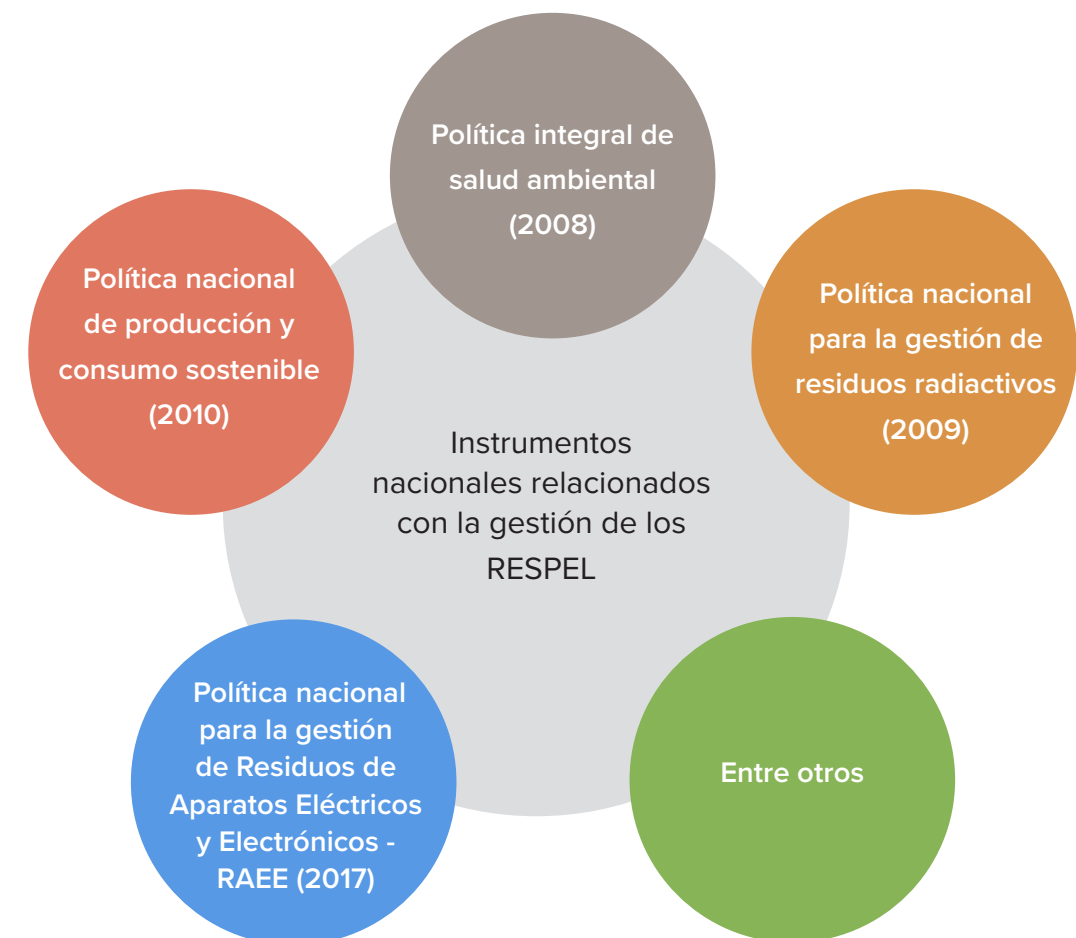 Política integral de
salud ambiental
(2008)
Política nacional
de producción y
consumo sostenible
(2010)
Política nacional
para la gestión de
residuos radiactivos
(2009)
Instrumentos
nacionales relacionados
con la gestión de los
RESPEL
Política nacional
para la gestión
de Residuos de
Aparatos Eléctricos
y Electrónicos -
RAEE (2017)
Entre otros